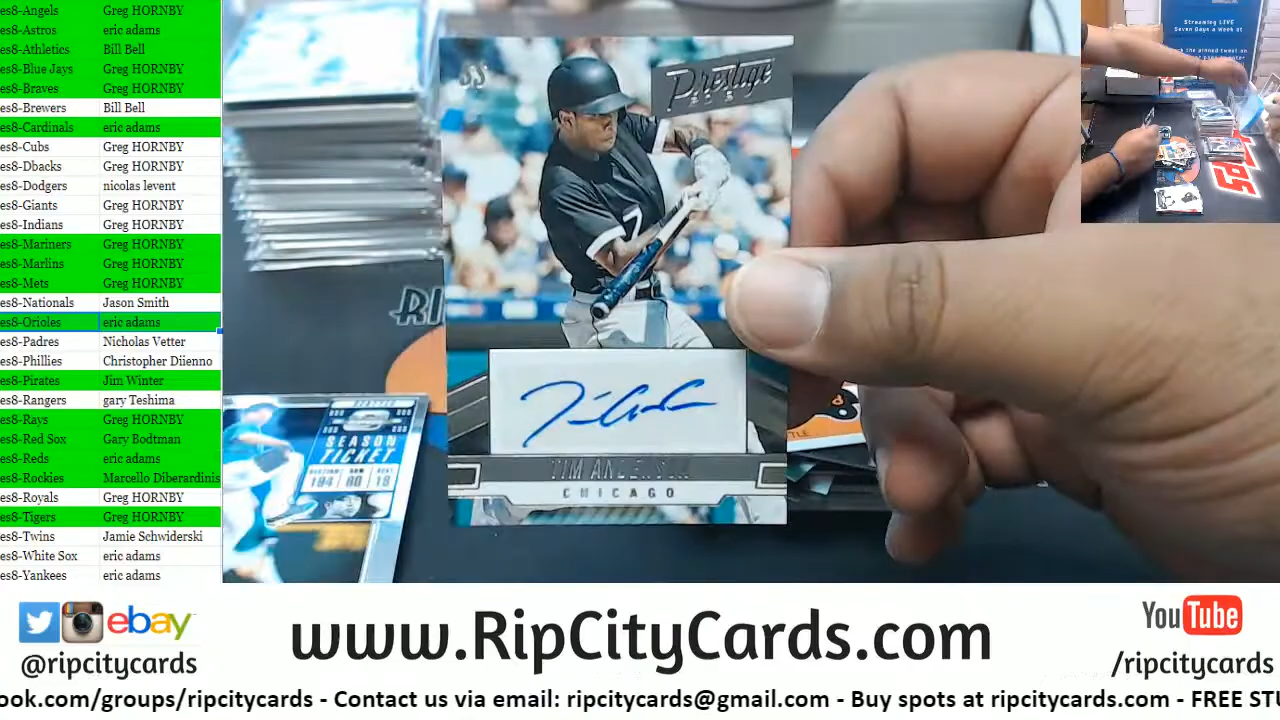 es8-Angels Greg HORNBY
es8-Astros eric adams
es8-Athletics Bill Bell
es8-Blue Jays Greg HORNBY
es8-Braves Greg HORNBY
es8-Brewers Bill Bell
es8-Cardinals eric adams
es8-Cubs Greg HORNBY
es8-Dbacks Greg HORNBY
es8-Dodgers nicolas levent
es8-Giants Greg HORNBY
es8-Indians Greg HORNBY
es8-Mariners Greg HORNBY
es8-Marlins Greg HORNBY
es8-Mets Greg HORNBY
es8-Nationals Jason Smith
es8-Orioles eric adams
es8-Padres Nicholas Vetter
es8-Phillies Christopher Diienno
es8-Pirates Jim Winter
es8-Rangers gary Teshima
es8-Rays Greg HORNBY
es8-Red Sox Gary Bodtman
es8-Reds eric adams
es8-Rockies Marcello Diberardinis
es8-Royals Greg HORNBY
es8-Tigers Greg HORNBY
es8-Twins Jamie Schwiderski
es8-White Sox eric adams
es8-Yankees eric adams
Prestige
7
TIM ANDERSON
CHICAGO
RI
SEASON
TICKET
194 80 18
TLE
Streaming LIVE
Seven Days a Week at
ebay
@ripcitycards
www.RipCityCards.com
YouTube
/ripcitycards
ook.com/groups/ripcitycards - Contact us via email: ripcitycards@gmail.com - Buy spots at ripcitycards.com - FREE STU